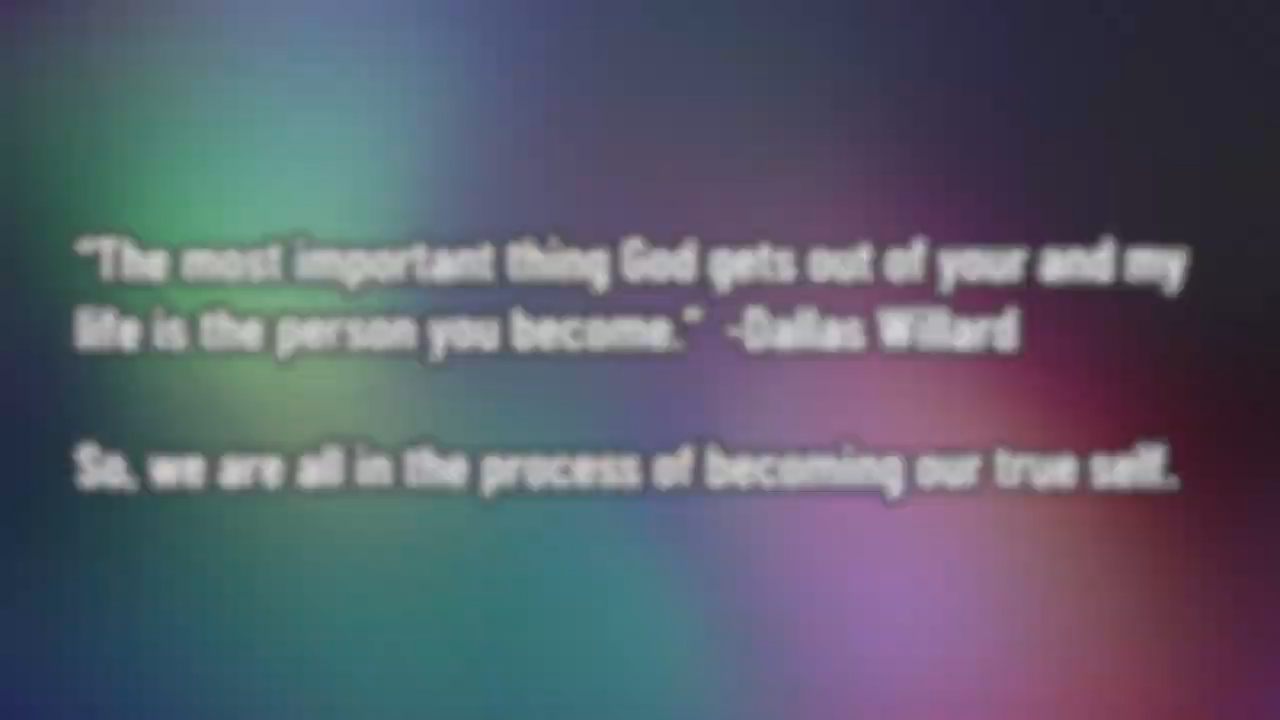 “The most important thing God gets out of your and my
life is the person you become.” -Dallas Willard
So, we are all in the process of becoming our true self.